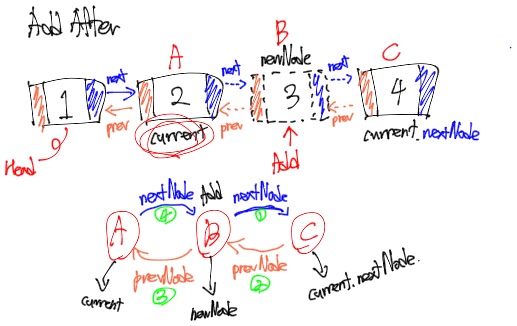 Add After
A
B
newNode
C
next
next
next
1
2
3
4
prev
prev
prev
Head
current
Add
current.nextNode
nextNode
Add
nextNode
④
①
A
B
C
prevNode
prevNode
③
②
current
newNode
current.nextNode.